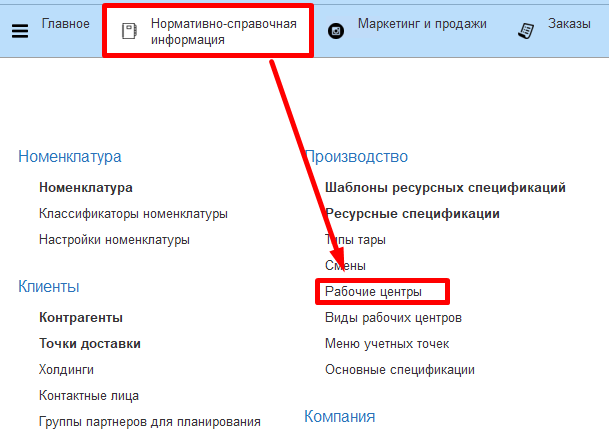 Главное
Нормативно-справочная
информация
Маркетинг и продажи
Заказы
Номенклатура
Номенклатура
Классификаторы номенклатуры
Настройки номенклатуры
Клиенты
Контрагенты
Точки доставки
Холдинги
Контактные лица
Группы партнеров для планирования
Производство
Шаблоны ресурсных спецификаций
Ресурсные спецификации
Типы тары
Смены
Рабочие центры
Виды рабочих центров
Меню учетных точек
Основные спецификации
Компания